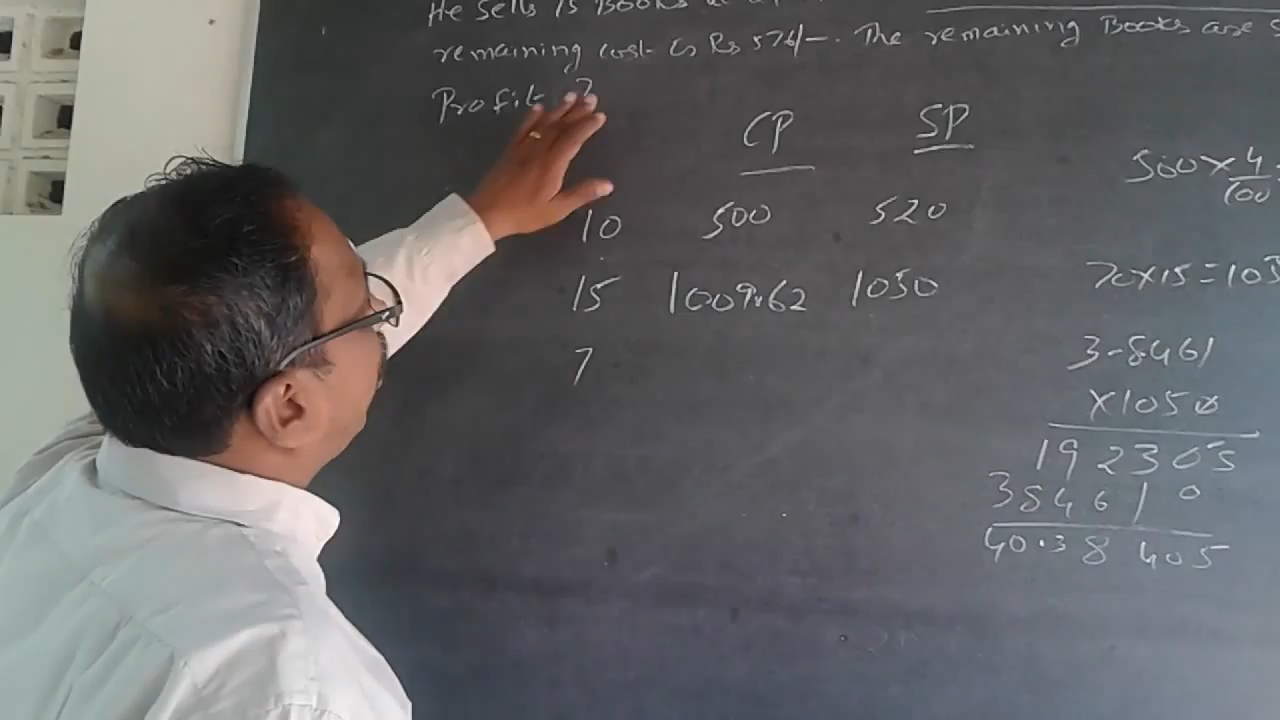 He Sells 15 Books
remaining cost is Rs 576/-. The remaining Books are
Profit ?
CP SP
500 × 4/100
10 500 520
15 1009.62 1050
70×15=105
7
3.8461
×1050
192305
384610
40.38405